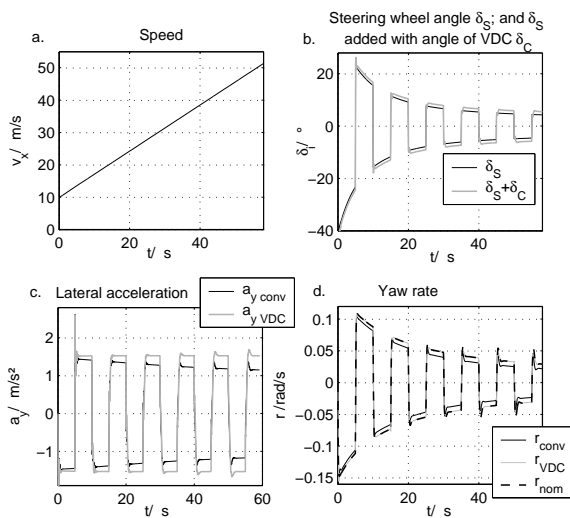 a.
Speed
v_x/ m/s
50
40
30
20
10
0
0
20
40
t/ s
Steering wheel angle δ_S; and δ_S
b.
added with angle of VDC δ_C
δ_i/ °
20
0
−20
−40
0
20
40
t/ s
δ_S
δ_S+δ_C
c.
Lateral acceleration
a_y conv
a_y VDC
a_y/ m/s²
2
1
0
−1
0
20
40
60
t/ s
d.
Yaw rate
r/rad/s
0.1
0.05
0
−0.05
−0.1
−0.15
0
20
40
t/ s
r_conv
r_VDC
r_nom